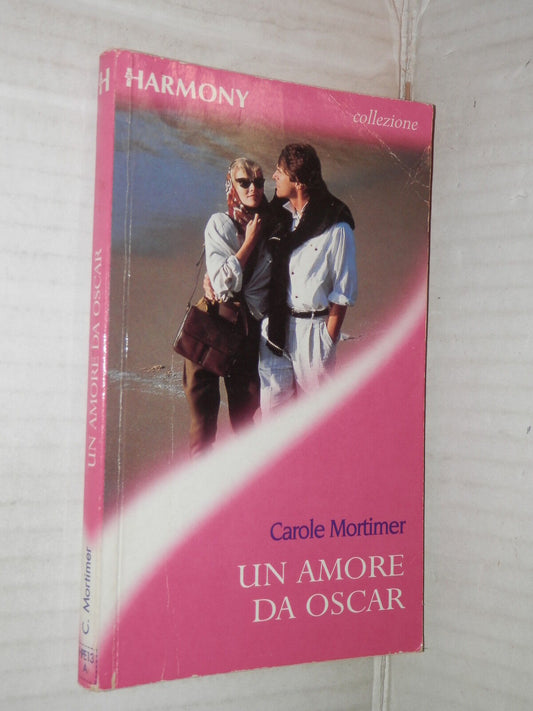 HARMONY
collezione
Carole Mortimer
UN AMORE
DA OSCAR
H
UN AMORE DA OSCAR
C. Mortimer